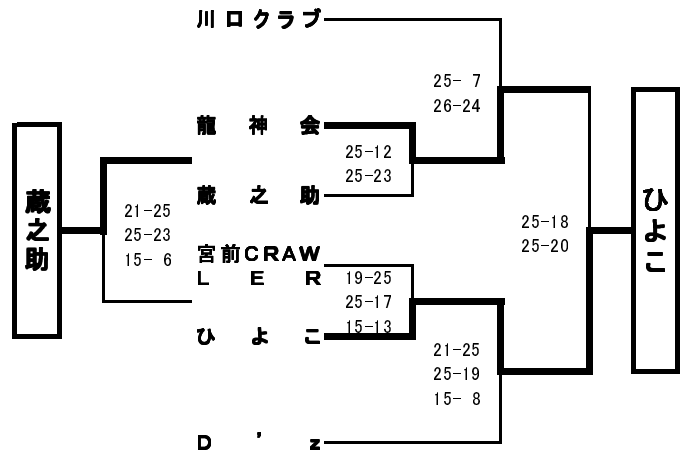 川口クラブ
25- 7
26-24
龍神会
25-12
25-23
蔵之助
蔵之助
21-25
25-23
15- 6
ひよこ
25-18
25-20
宮前CRAW
LER
19-25
25-17
15-13
ひよこ
21-25
25-19
15- 8
D'z